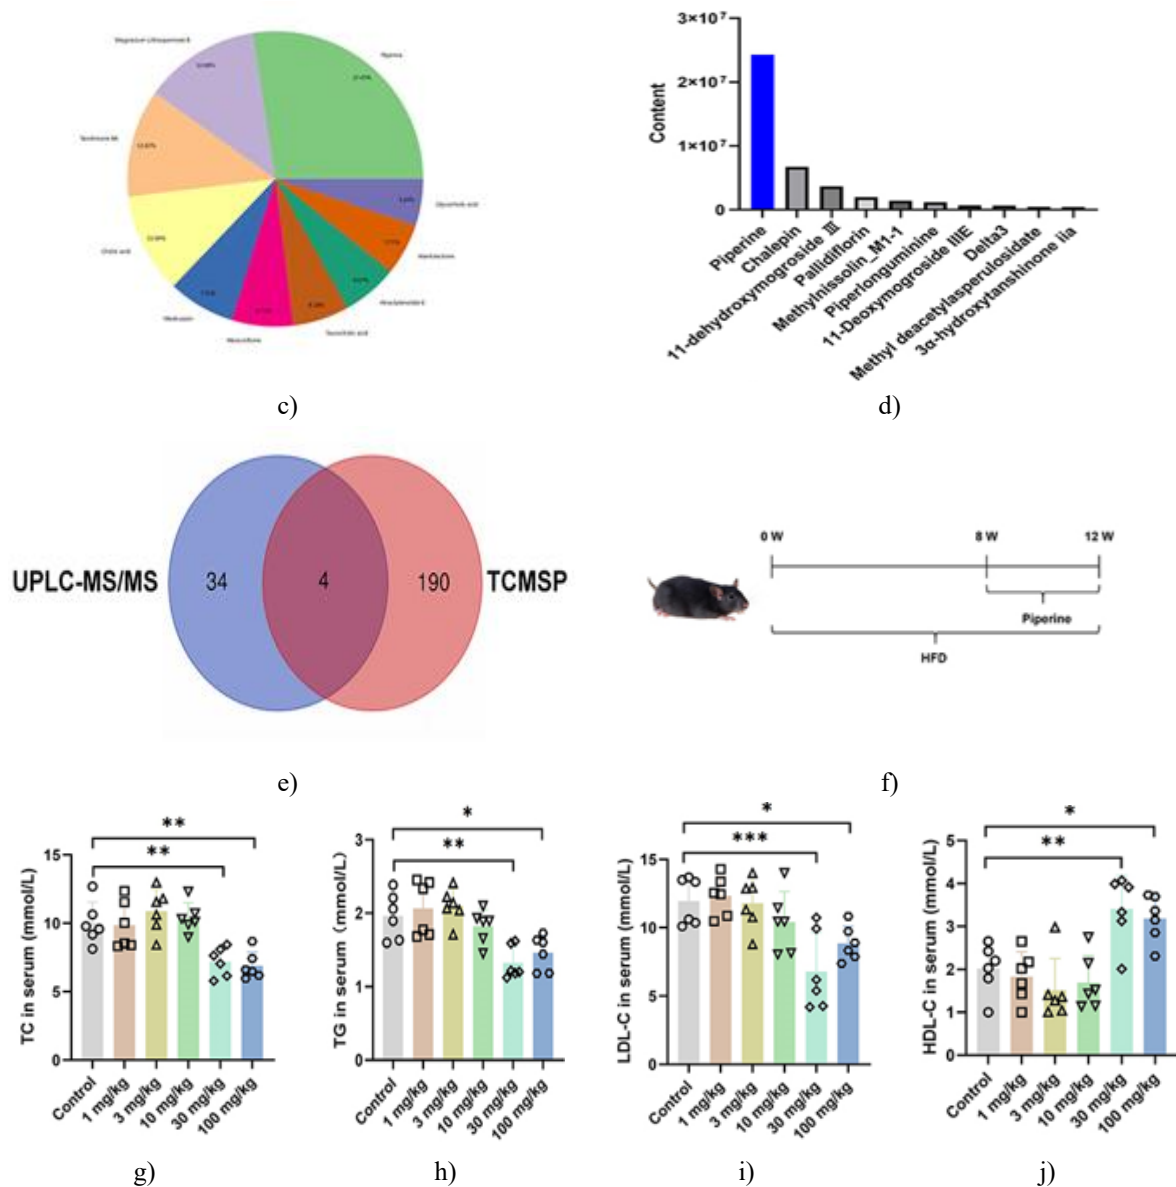 Piperine
Cholic acid
Taurocholic acid
Glycocholic acid
c)
Content
3×10⁷
2×10⁷
1×10⁷
0
Piperine
Chalepin
11-dehydroxymogroside III
Pallidiflorin
Methylnissolin_M1-1
Piperlonguminine
11-Deoxymogroside IIIE
Delta3
Methyl deacetylasperulosidate
3α-hydroxytanshinone iia
d)
UPLC-MS/MS
34
4
190
TCMSP
e)
0 W
8 W
12 W
Piperine
HFD
f)
TC in serum (mmol/L)
15
10
5
0
**
**
Control
1 mg/kg
3 mg/kg
10 mg/kg
30 mg/kg
100 mg/kg
g)
TG in serum (mmol/L)
3
2
1
0
*
**
Control
1 mg/kg
3 mg/kg
10 mg/kg
30 mg/kg
100 mg/kg
h)
LDL-C in serum (mmol/L)
15
10
5
0
*
***
Control
1 mg/kg
3 mg/kg
10 mg/kg
30 mg/kg
100 mg/kg
i)
HDL-C in serum (mmol/L)
5
4
3
2
1
0
*
**
Control
1 mg/kg
3 mg/kg
10 mg/kg
30 mg/kg
100 mg/kg
j)